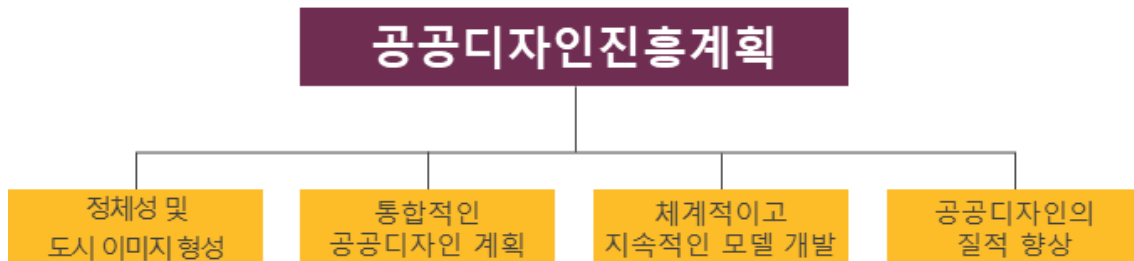 공공디자인진흥계획
정체성 및
도시 이미지 형성
통합적인
공공디자인 계획
체계적이고
지속적인 모델 개발
공공디자인의
질적 향상